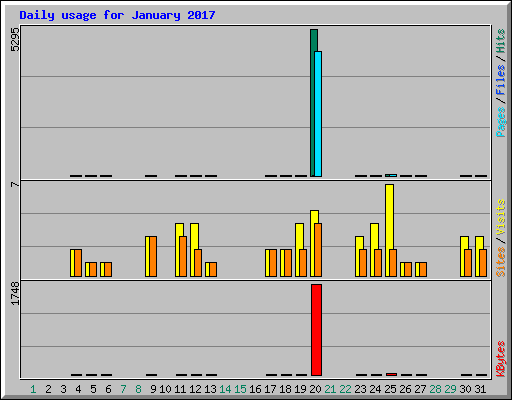 Daily usage for January 2017
5295
Pages / Files / Hits
7
Sites / Visits
1748
KBytes
1 2 3 4 5 6 7 8 9 10 11 12 13 14 15 16 17 18 19 20 21 22 23 24 25 26 27 28 29 30 31